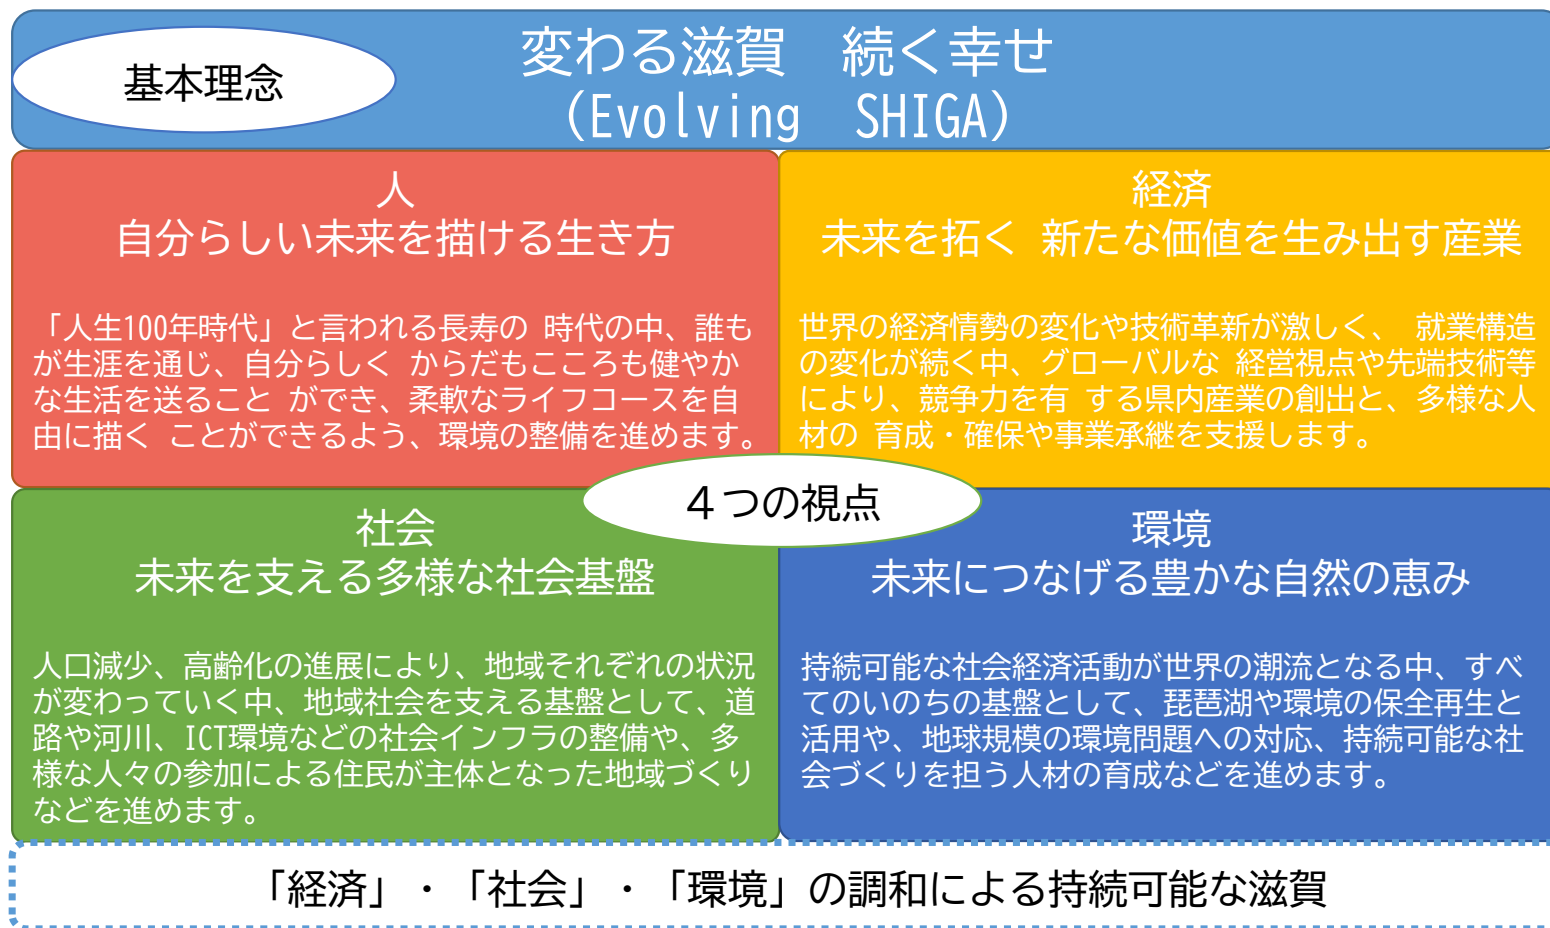 基本理念
変わる滋賀　続く幸せ
（Evolving　SHIGA）
人
自分らしい未来を描ける生き方
「人生100年時代」と言われる長寿の 時代の中、誰も
が生涯を通じ、自分らしく からだもこころも健やか
な生活を送ること ができ、柔軟なライフコースを自
由に描く ことができるよう、環境の整備を進めます。
経済
未来を拓く 新たな価値を生み出す産業
世界の経済情勢の変化や技術革新が激しく、 就業構造
の変化が続く中、グローバルな 経営視点や先端技術等
により、競争力を有 する県内産業の創出と、多様な人
材の 育成・確保や事業承継を支援します。
４つの視点
社会
未来を支える多様な社会基盤
人口減少、高齢化の進展により、地域それぞれの状況
が変わっていく中、地域社会を支える基盤として、道
路や河川、ICT環境などの社会インフラの整備や、多
様な人々の参加による住民が主体となった地域づくり
などを進めます。
環境
未来につなげる豊かな自然の恵み
持続可能な社会経済活動が世界の潮流となる中、すべ
てのいのちの基盤として、琵琶湖や環境の保全再生と
活用や、地球規模の環境問題への対応、持続可能な社
会づくりを担う人材の育成などを進めます。
「経済」・「社会」・「環境」の調和による持続可能な滋賀